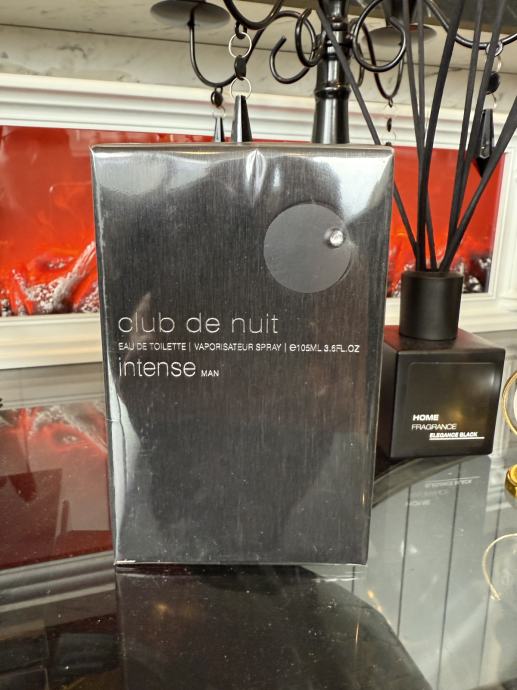 club de nuit
EAU DE TOILETTE | VAPORISATEUR SPRAY | ℮105ML 3.6FL.OZ
intense MAN
HOME
FRAGRANCE
ELEGANCE BLACK